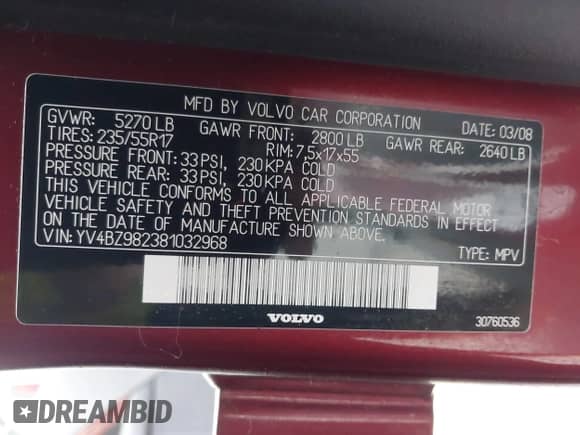 MFD BY VOLVO CAR CORPORATION
GVWR: 5270 LB GAWR FRONT: 2800 LB GAWR REAR: 2640 LB DATE: 03/08
TIRES: 235/55R17 RIM: 7,5x17x55
PRESSURE FRONT: 33 PSI, 230 KPA COLD
PRESSURE REAR: 33 PSI, 230 KPA COLD
THIS VEHICLE CONFORMS TO ALL APPLICABLE FEDERAL MOTOR
VEHICLE SAFETY AND THEFT PREVENTION STANDARDS IN EFFECT
ON THE DATE OF MANUFACTURE SHOWN ABOVE.
VIN: YV4BZ982381032968 TYPE: MPV
VOLVO 30760536
DREAMBID